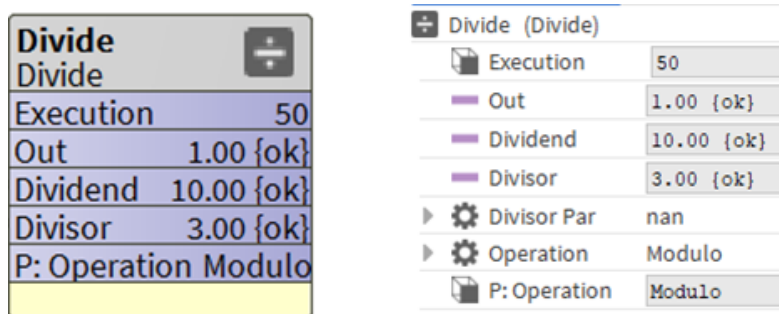 Divide
Divide
Execution 50
Out 1.00 {ok}
Dividend 10.00 {ok}
Divisor 3.00 {ok}
P: Operation Modulo
Divide (Divide)
Execution 50
Out 1.00 {ok}
Dividend 10.00 {ok}
Divisor 3.00 {ok}
Divisor Par nan
Operation Modulo
P: Operation Modulo